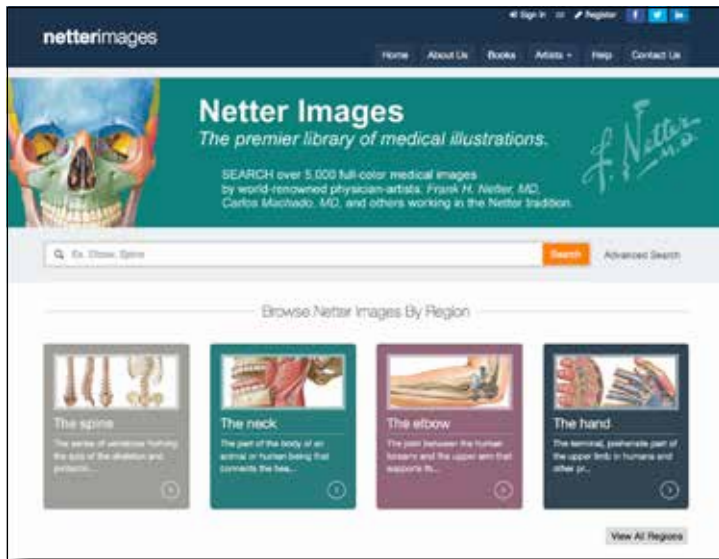 Sign In Register
netterimages
Home About Us Books Artists Help Contact Us
Netter Images
The premier library of medical illustrations.
SEARCH over 5,000 full-color medical images
by world-renowned physician-artists, Frank H. Netter, MD,
Carlos Machado, MD, and others working in the Netter tradition.
F. Netter
M.D.
Ex. Elbow, Spine Search Advanced Search
Browse Netter Images By Region
The spine
The series of vertebrae forming
the axis of the skeleton and
protectin...
The neck
The part of the body of an
animal or human being that
connects the hea...
The elbow
The joint between the human
forearm and the upper arm that
supports its...
The hand
The terminal, prehensile part of
the upper limb in humans and
other pr...
View All Regions